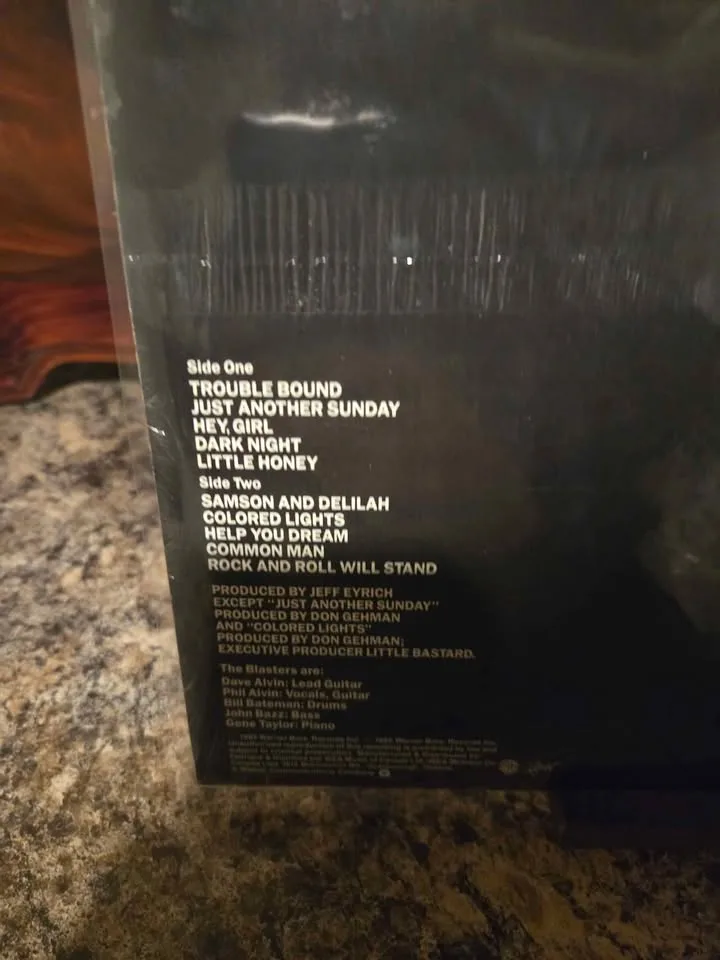 Side One
TROUBLE BOUND
JUST ANOTHER SUNDAY
HEY, GIRL
DARK NIGHT
LITTLE HONEY
Side Two
SAMSON AND DELILAH
COLORED LIGHTS
HELP YOU DREAM
COMMON MAN
ROCK AND ROLL WILL STAND
PRODUCED BY JEFF EYRICH
EXCEPT "JUST ANOTHER SUNDAY"
PRODUCED BY DON GEHMAN
AND "COLORED LIGHTS"
PRODUCED BY DON GEHMAN;
EXECUTIVE PRODUCER LITTLE BASTARD.
The Blasters are:
Dave Alvin: Lead Guitar
Phil Alvin: Vocals, Guitar
Bill Bateman: Drums
John Bazz: Bass
Gene Taylor: Piano